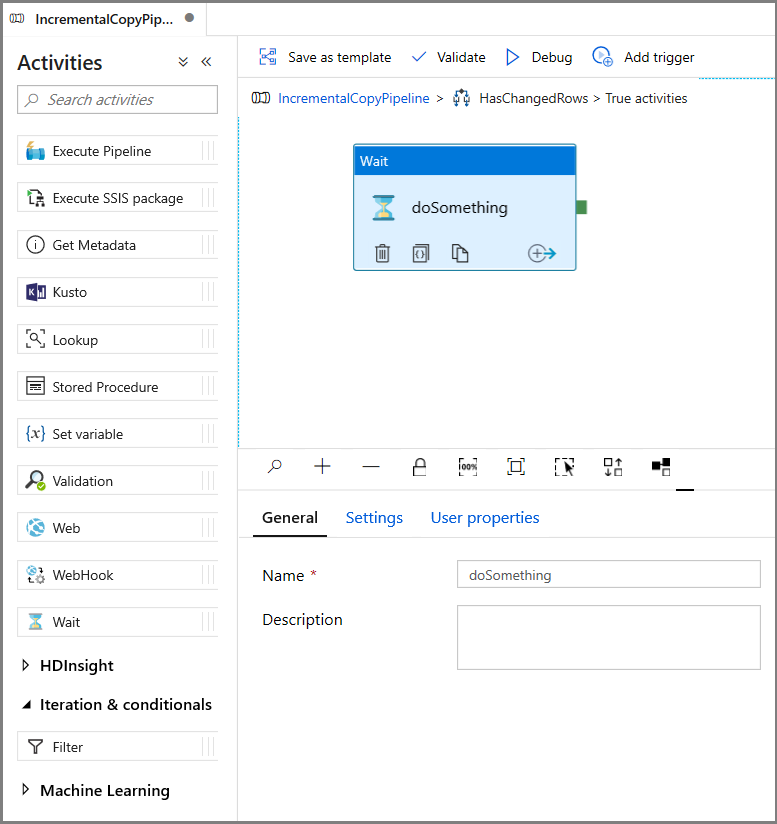 IncrementalCopyPip...
Activities
Search activities
Execute Pipeline
Execute SSIS package
Get Metadata
Kusto
Lookup
Stored Procedure
{x} Set variable
Validation
Web
WebHook
Wait
HDInsight
Iteration & conditionals
Filter
Machine Learning
Save as template Validate Debug Add trigger
IncrementalCopyPipeline > HasChangedRows > True activities
Wait
doSomething
{}
100%
General Settings User properties
Name * doSomething
Description